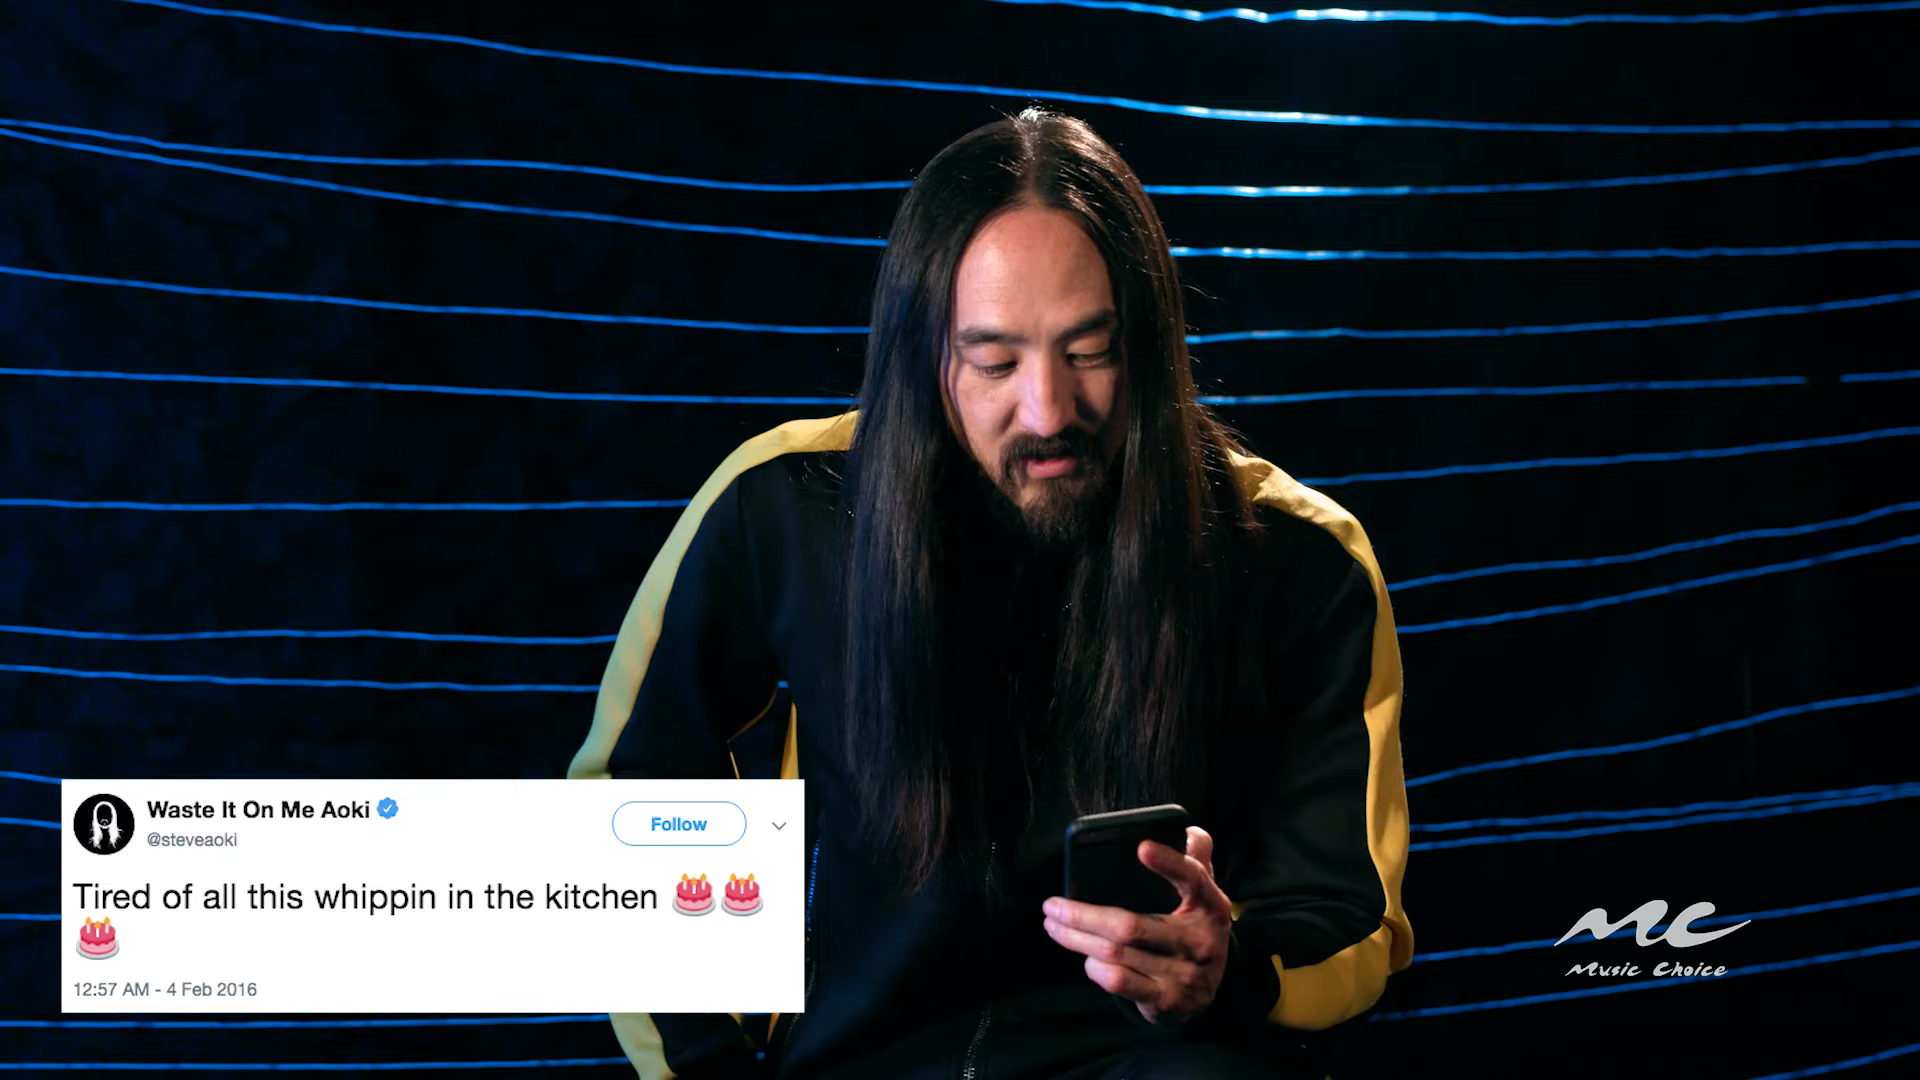 Waste It On Me Aoki
@steveaoki
Follow
Tired of all this whippin in the kitchen 🎂🎂
🎂
12:57 AM - 4 Feb 2016
MC
Music Choice